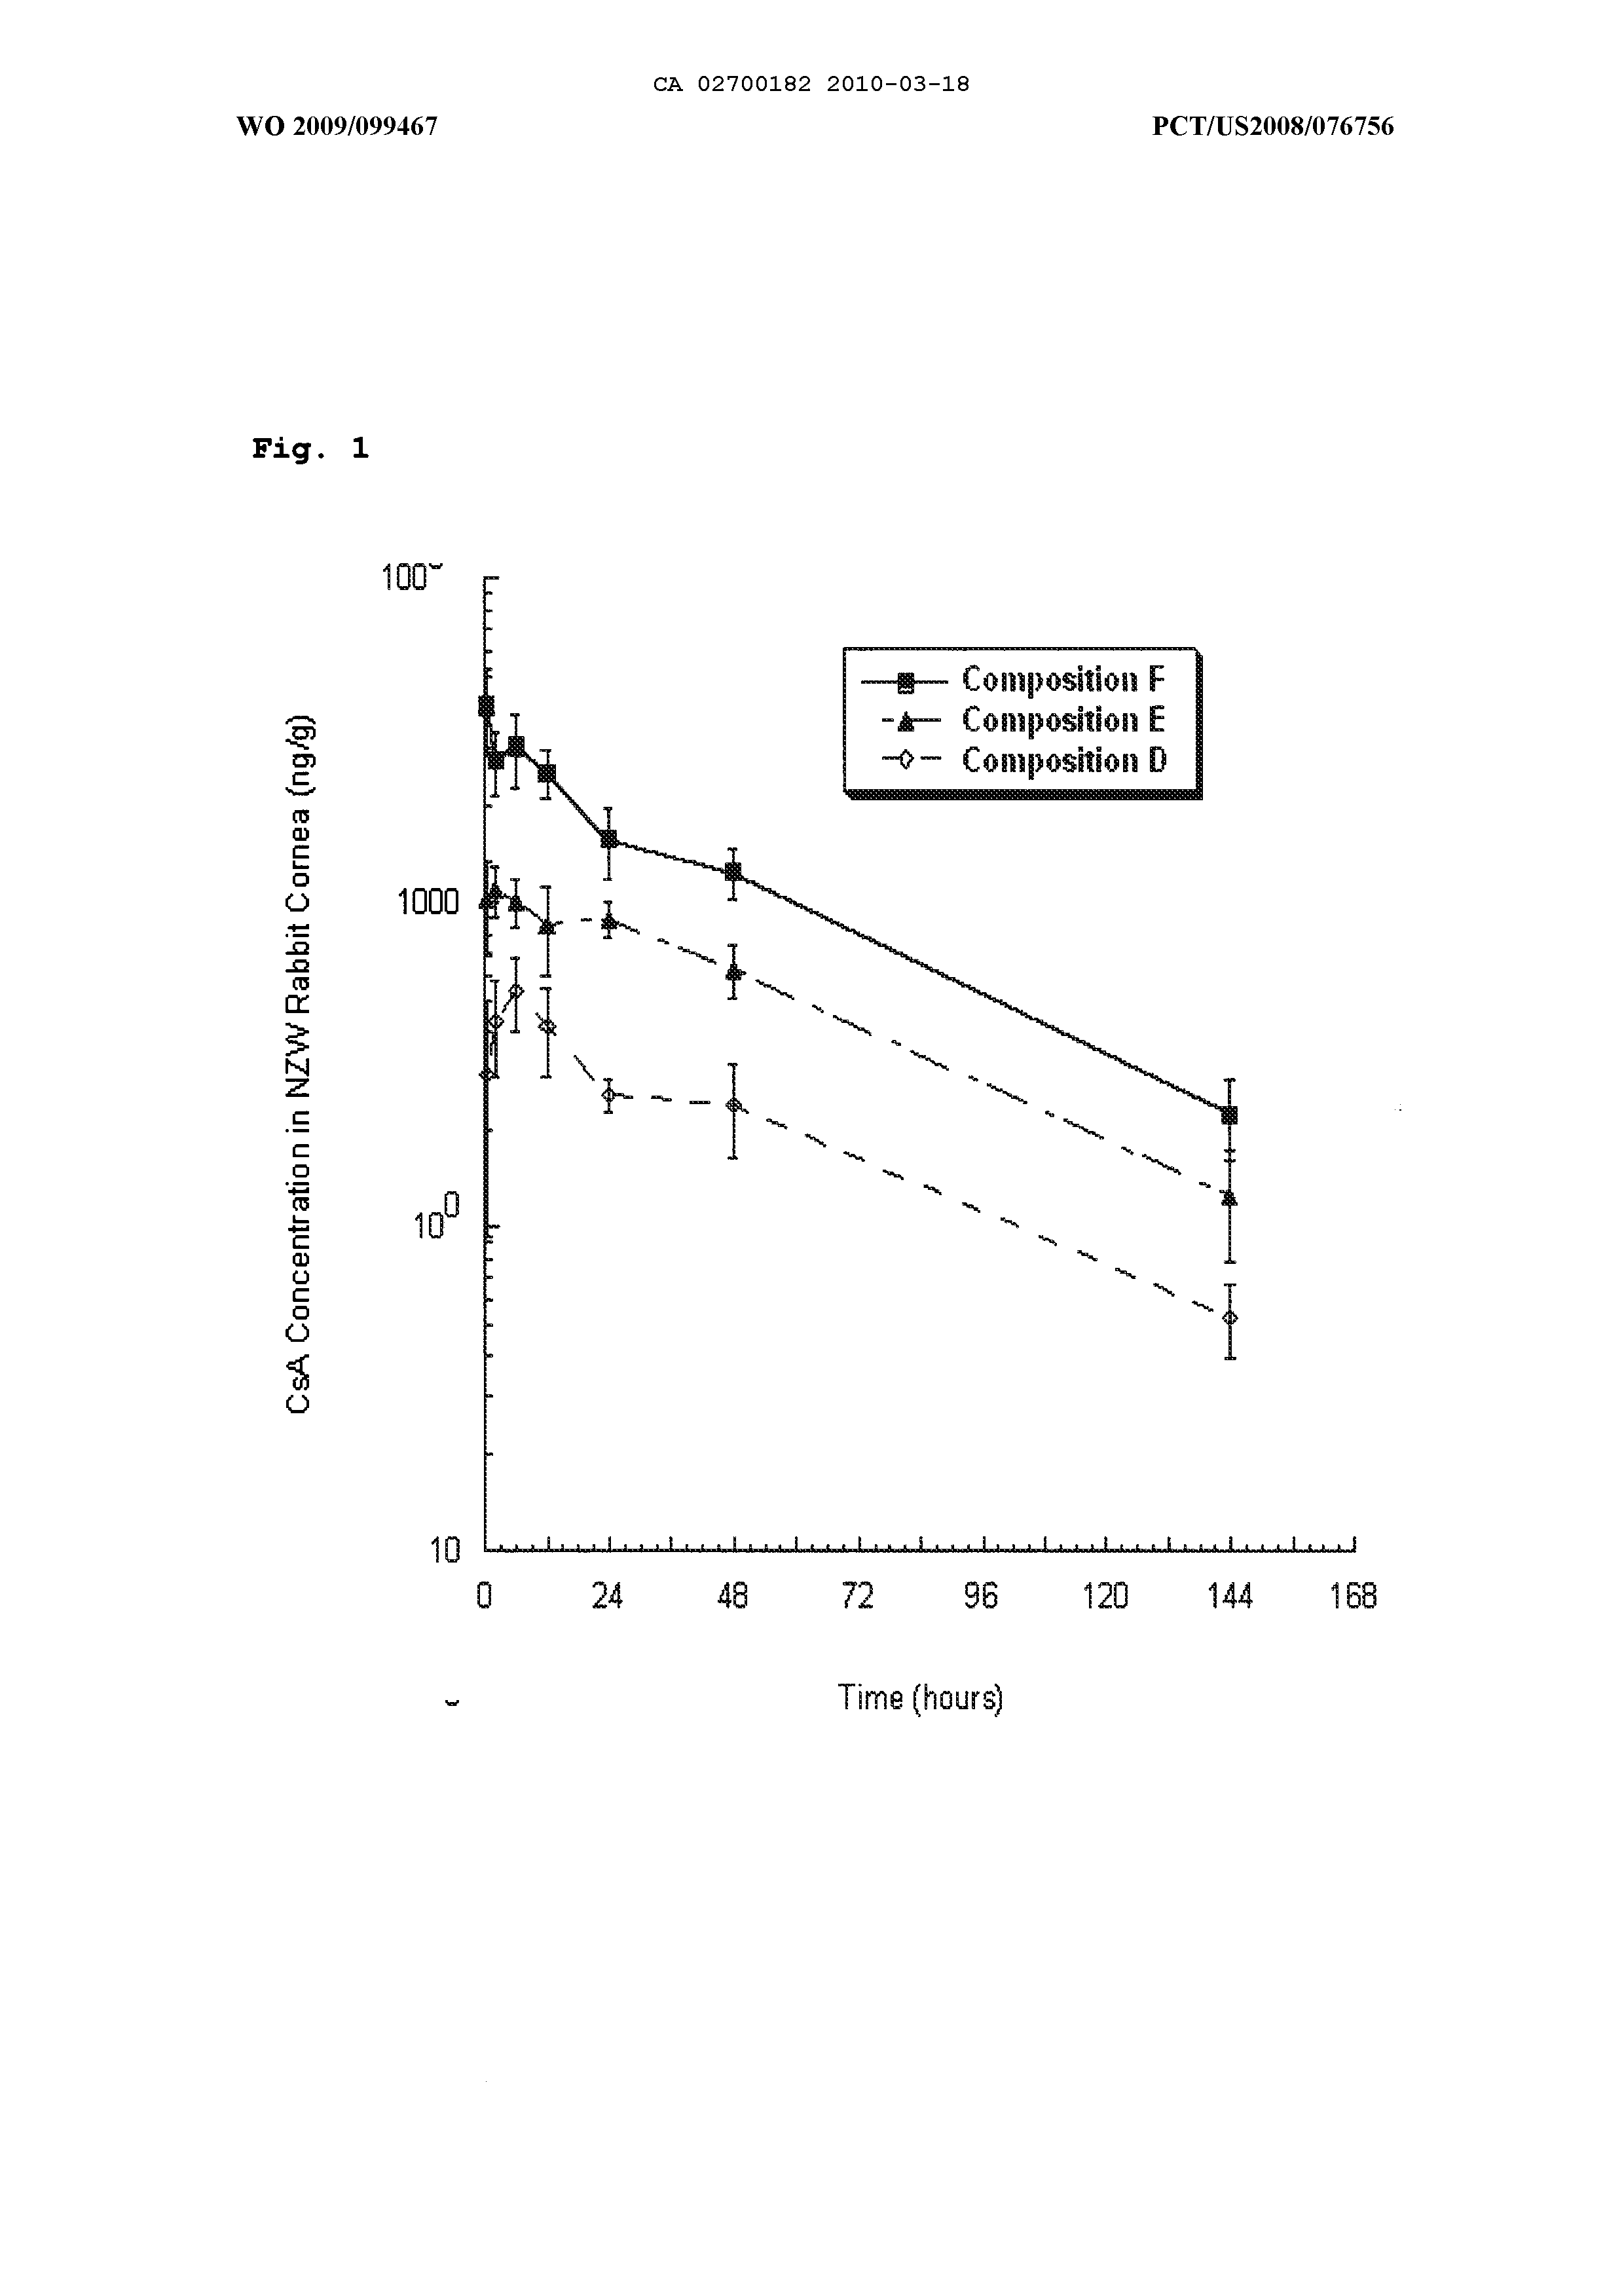 CA 02700182 2010-03-18
WO 2009/099467
PCT/US2008/076756
Fig. 1
Composition F
Composition E
Composition D
CsA Concentration in NZW Rabbit Cornea (ng/g)
1000
100
10
0 24 48 72 96 120 144 168
Time (hours)